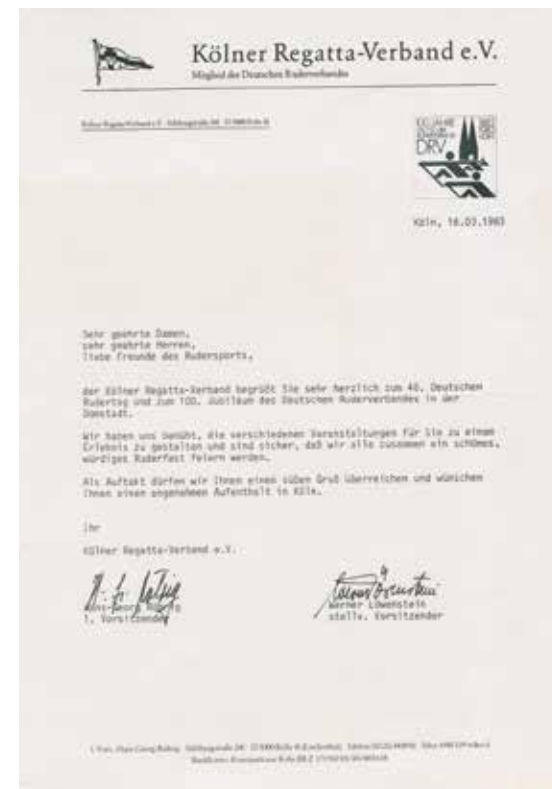 Kölner Regatta-Verband e.V.
Mitglied des Deutschen Ruderverbandes
100 JAHRE
DRV
Köln, 16.03.1983
Sehr geehrte Damen,
sehr geehrte Herren,
liebe Freunde des Rudersports,
der Kölner Regatta-Verband begrüßt Sie sehr herzlich zum 40. Deutschen
Rudertag und zum 100. Jubiläum des Deutschen Ruderverbandes in der
Domstadt.
Wir haben uns bemüht, die verschiedenen Veranstaltungen für Sie zu einem
Erlebnis zu gestalten und sind sicher, daß wir alle zusammen ein schönes,
würdiges Ruderfest feiern werden.
Als Auftakt dürfen wir Ihnen einen süßen Gruß überreichen und wünschen
Ihnen einen angenehmen Aufenthalt in Köln.
Ihr
Kölner Regatta-Verband e.V.
1. Vorsitzender
Werner Löwenstein
stellv. Vorsitzender